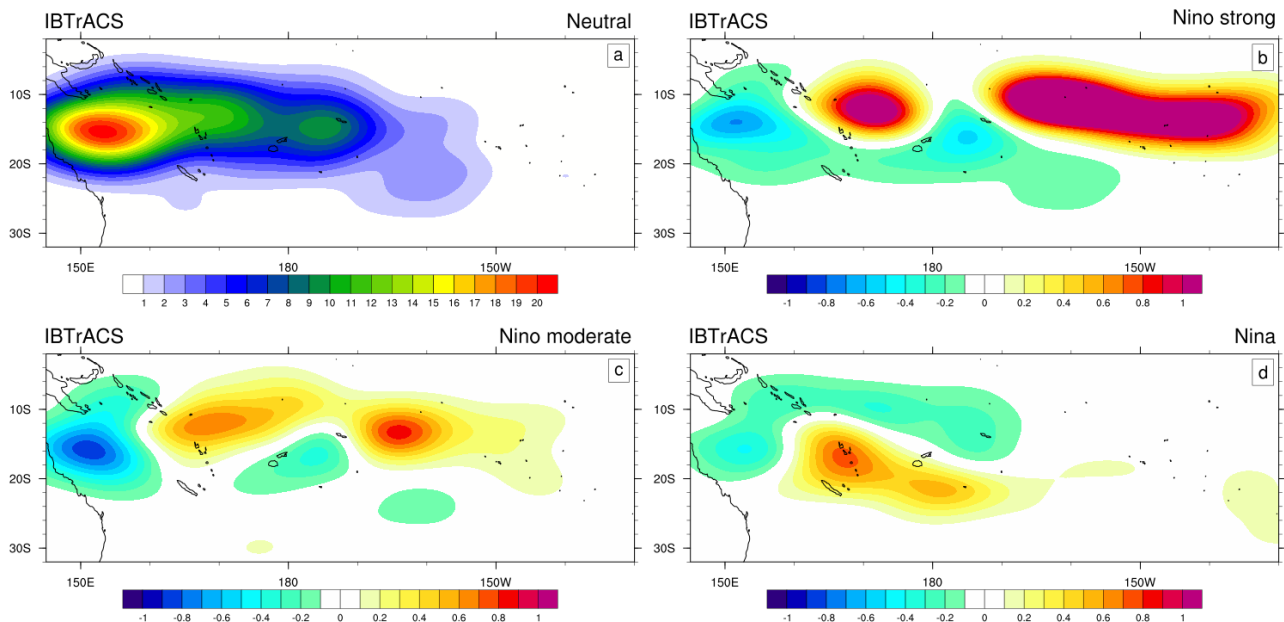 IBTrACS Neutral
a
10S
20S
30S
150E 180 150W
1 2 3 4 5 6 7 8 9 10 11 12 13 14 15 16 17 18 19 20
IBTrACS Nino strong
b
10S
20S
30S
150E 180 150W
-1 -0.8 -0.6 -0.4 -0.2 0 0.2 0.4 0.6 0.8 1
IBTrACS Nino moderate
c
10S
20S
30S
150E 180 150W
-1 -0.8 -0.6 -0.4 -0.2 0 0.2 0.4 0.6 0.8 1
IBTrACS Nina
d
10S
20S
30S
150E 180 150W
-1 -0.8 -0.6 -0.4 -0.2 0 0.2 0.4 0.6 0.8 1